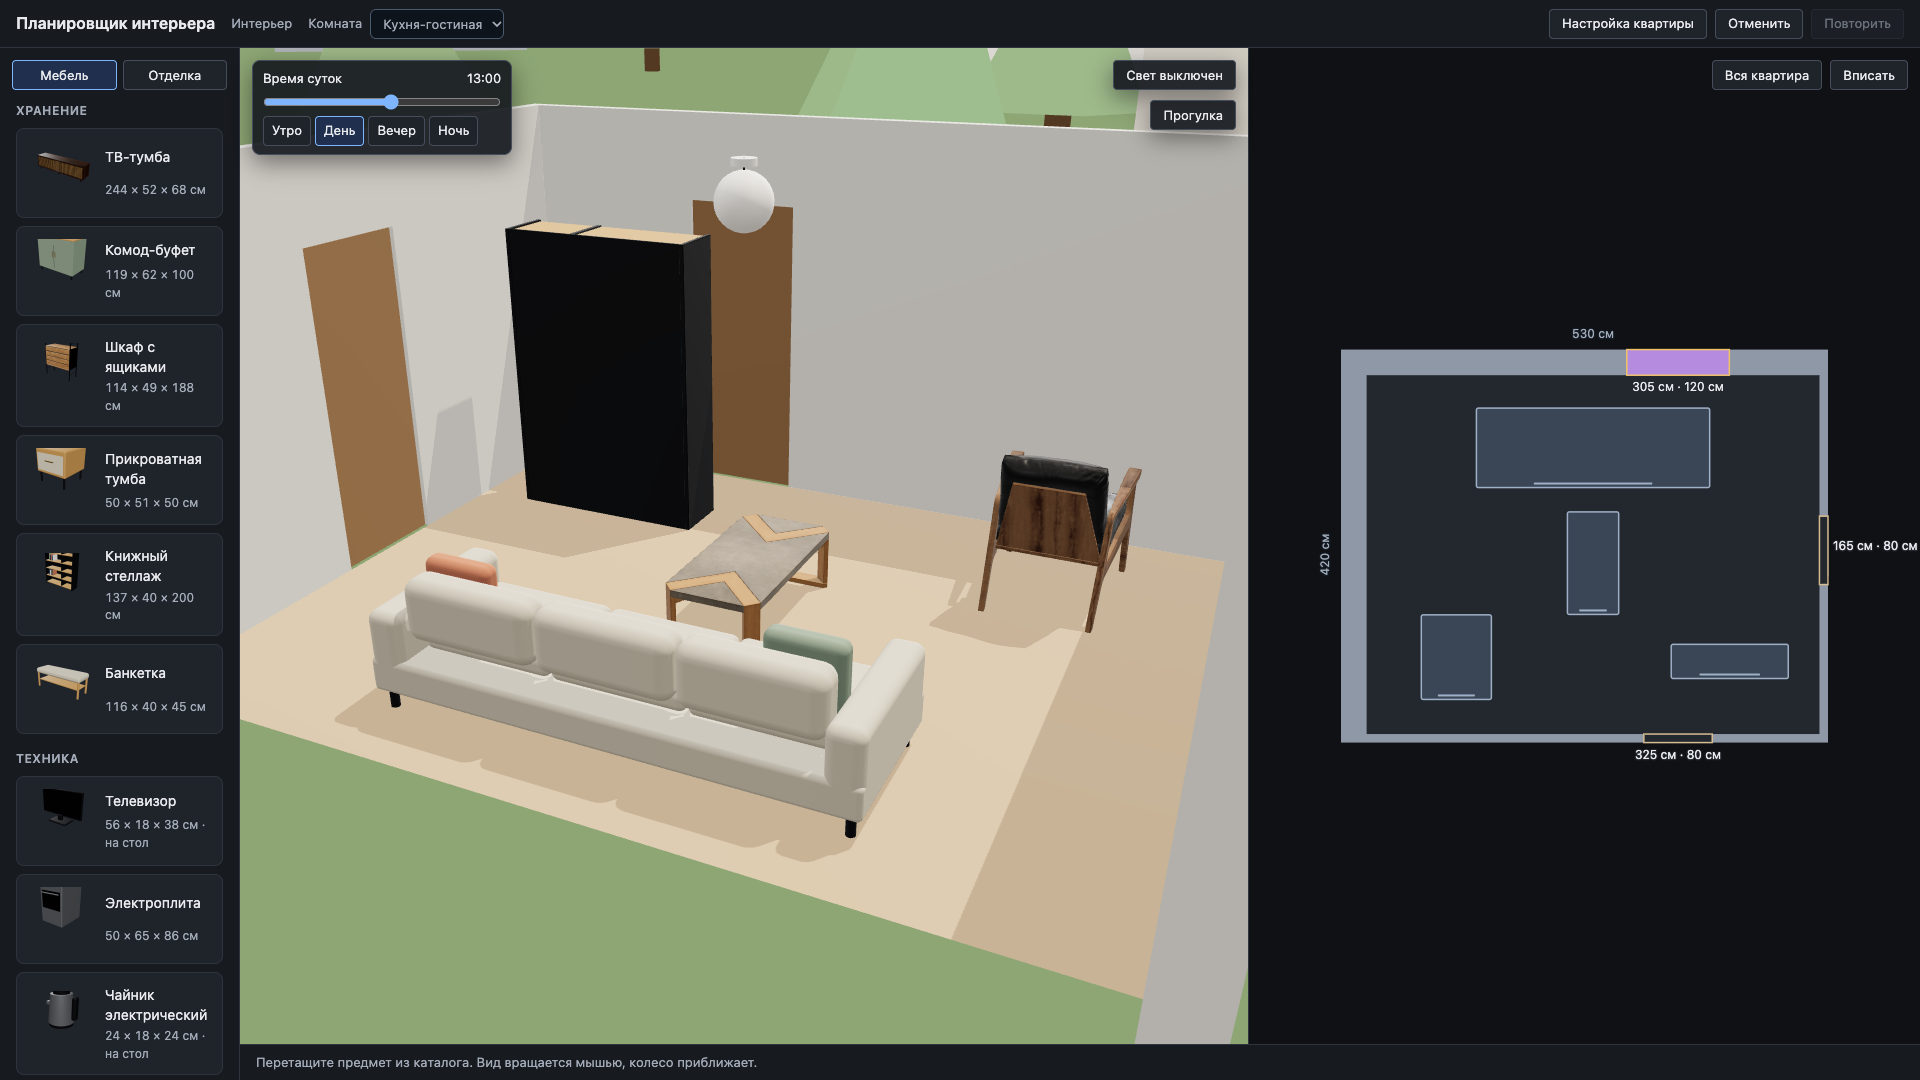 Планировщик интерьера
Интерьер
Комната
Кухня-гостиная
Настройка квартиры
Отменить
Повторить
Мебель
Отделка
ХРАНЕНИЕ
ТВ-тумба
244 × 52 × 68 см
Комод-буфет
119 × 62 × 100
см
Шкаф с
ящиками
114 × 49 × 188
см
Прикроватная
тумба
50 × 51 × 50 см
Книжный
стеллаж
137 × 40 × 200
см
Банкетка
116 × 40 × 45 см
ТЕХНИКА
Телевизор
56 × 18 × 38 см ·
на стол
Электроплита
50 × 65 × 86 см
Чайник
электрический
24 × 18 × 24 см ·
на стол
Время суток
13:00
Утро
День
Вечер
Ночь
Свет выключен
Прогулка
Вся квартира
Вписать
530 см
305 см · 120 см
420 см
165 см · 80 см
325 см · 80 см
Перетащите предмет из каталога. Вид вращается мышью, колесо приближает.